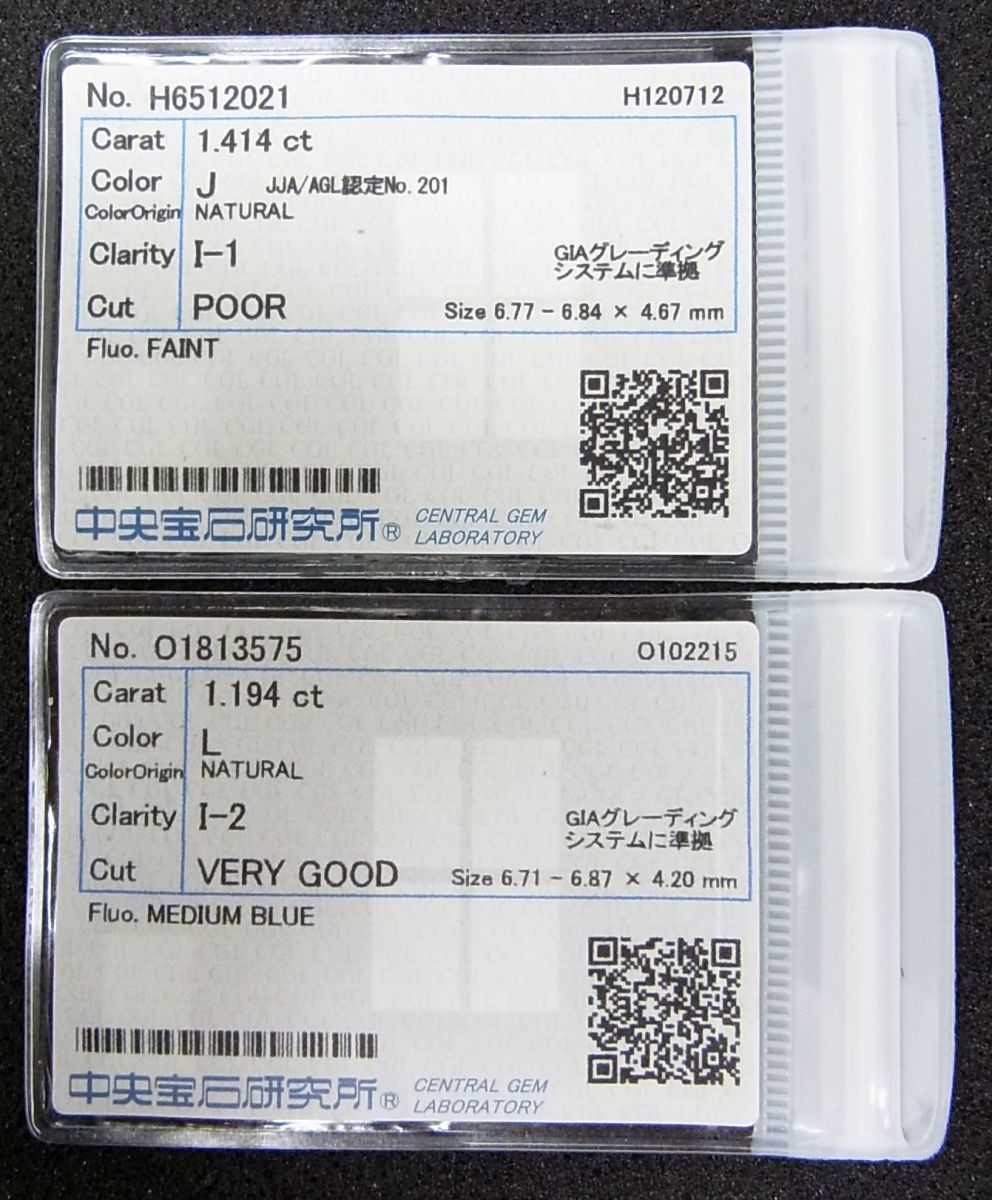 No. H6512021 H120712
Carat 1.414 ct
Color J JJA/AGL認定No. 201
ColorOrigin NATURAL
Clarity I-1 GIAグレーディング
システムに準拠
Cut POOR Size 6.77 - 6.84 × 4.67 mm
Fluo. FAINT
中央宝石研究所® CENTRAL GEM
LABORATORY
No. O1813575 O102215
Carat 1.194 ct
Color L
ColorOrigin NATURAL
Clarity I-2 GIAグレーディング
システムに準拠
Cut VERY GOOD Size 6.71 - 6.87 × 4.20 mm
Fluo. MEDIUM BLUE
中央宝石研究所® CENTRAL GEM
LABORATORY